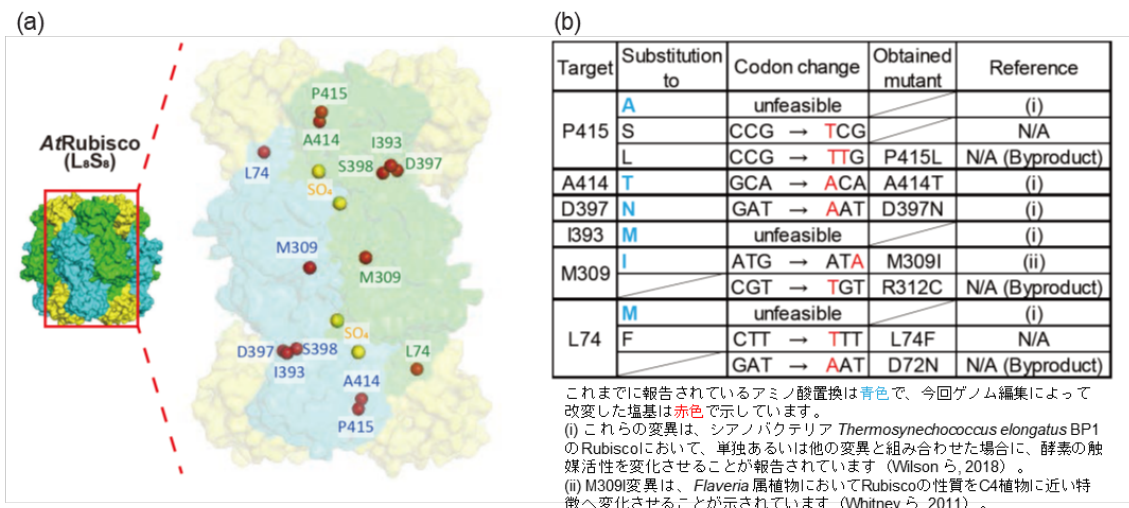 (a)
AtRubisco
(L₈S₈)
P415
A414
I393
L74
S398
D397
SO₄
M309
M309
SO₄
D397
S398
I393
L74
A414
P415
(b)
Target Substitution to Codon change Obtained mutant Reference
P415 A unfeasible (i)
S CCG → TCG N/A
L CCG → TTG P415L N/A (Byproduct)
A414 T GCA → ACA A414T (i)
D397 N GAT → AAT D397N (i)
I393 M unfeasible (i)
M309 I ATG → ATA M309I (ii)
CGT → TGT R312C N/A (Byproduct)
L74 M unfeasible (i)
F CTT → TTT L74F N/A
GAT → AAT D72N N/A (Byproduct)
これまでに報告されているアミノ酸置換は青色で、今回ゲノム編集によって
改変した塩基は赤色で示しています。
(i) これらの変異は、シアノバクテリア Thermosynechococcus elongatus BP1
のRubiscoにおいて、単独あるいは他の変異と組み合わせた場合に、酵素の触
媒活性を変化させることが報告されています（Wilson ら, 2018）。
(ii) M309I変異は、Flaveria 属植物においてRubiscoの性質をC4植物に近い特
徴へ変化させることが示されています（Whitney ら, 2011）。